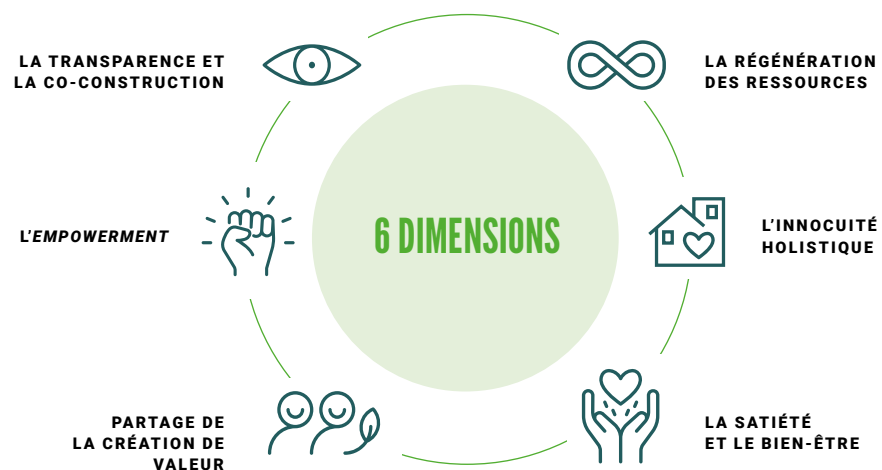 LA TRANSPARENCE ET
LA CO-CONSTRUCTION
LA RÉGÉNÉRATION
DES RESSOURCES
L'EMPOWERMENT
6 DIMENSIONS
L'INNOCUITÉ
HOLISTIQUE
PARTAGE DE
LA CRÉATION DE
VALEUR
LA SATIÉTÉ
ET LE BIEN-ÊTRE